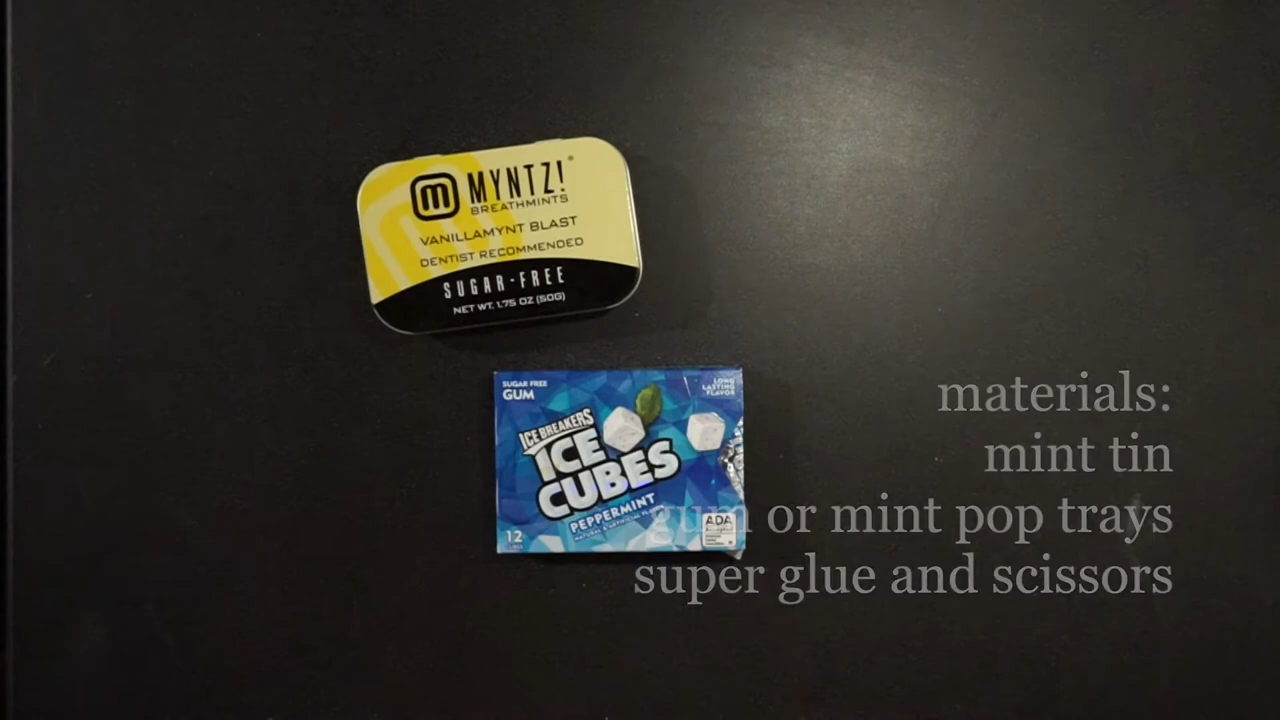 m MYNTZ!®
BREATHMINTS
VANILLAMYNT BLAST
DENTIST RECOMMENDED
SUGAR-FREE
NET WT. 1.75 OZ (50G)
SUGAR FREE
GUM
LONG
LASTING
FLAVOR
ICE BREAKERS
ICE
CUBES
PEPPERMINT
NATURAL & ARTIFICIAL
12
ADA
materials:
mint tin
gum or mint pop trays
super glue and scissors